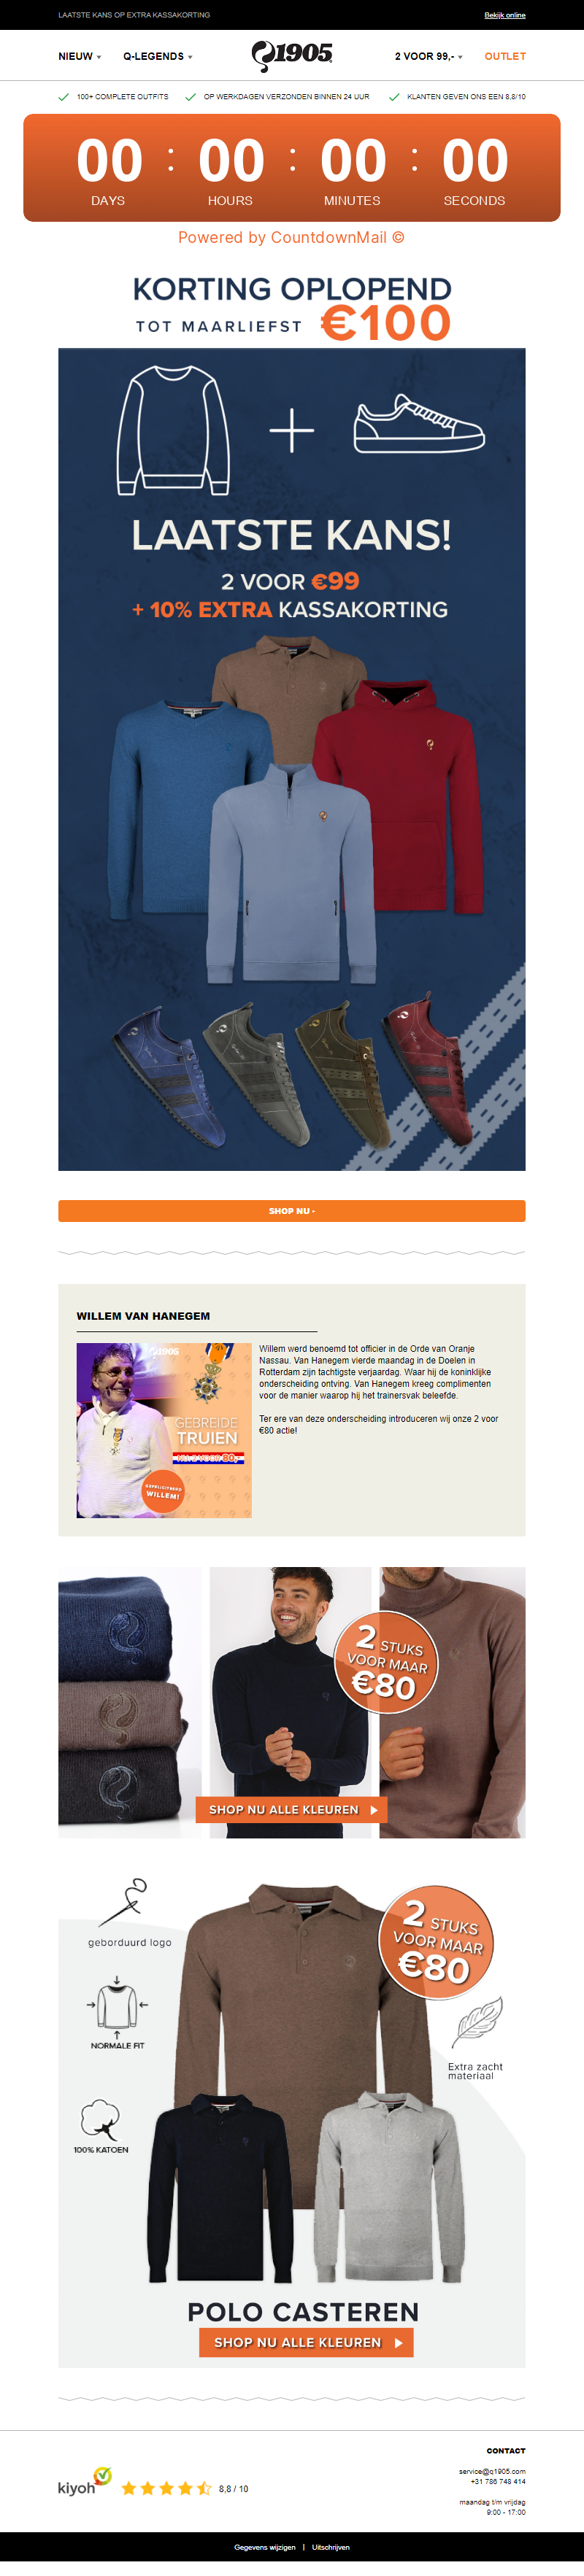 LAATSTE KANS OP EXTRA KASSAKORTING
Bekijk online
NIEUW
Q-LEGENDS
1905
2 VOOR 99,-
OUTLET
100+ COMPLETE OUTFITS
OP WERKDAGEN VERZONDEN BINNEN 24 UUR
KLANTEN GEVEN ONS EEN 8,8/10
00 : 00 : 00 : 00
DAYS HOURS MINUTES SECONDS
Powered by CountdownMail ©
KORTING OPLOPEND
TOT MAARLIEFST €100
LAATSTE KANS!
2 VOOR €99
+ 10% EXTRA KASSAKORTING
SHOP NU -
WILLEM VAN HANEGEM
Willem werd benoemd tot officier in de Orde van Oranje
Nassau. Van Hanegem vierde maandag in de Doelen in
Rotterdam zijn tachtigste verjaardag. Waar hij de koninklijke
onderscheiding ontving. Van Hanegem kreeg complimenten
voor de manier waarop hij het trainersvak beleefde.
Ter ere van deze onderscheiding introduceren wij onze 2 voor
€80 actie!
1905
GEBREIDE
TRUIEN
NU 2 VOOR 80,-
GEFELICITEERD
WILLEM!
2 STUKS
VOOR MAAR
€80
SHOP NU ALLE KLEUREN
geborduurd logo
2 STUKS
VOOR MAAR
€80
NORMALE FIT
Extra zacht
materiaal
100% KATOEN
POLO CASTEREN
SHOP NU ALLE KLEUREN
CONTACT
service@q1905.com
+31 786 748 414
maandag t/m vrijdag
9:00 - 17:00
kiyoh
8,8 / 10
Gegevens wijzigen | Uitschrijven